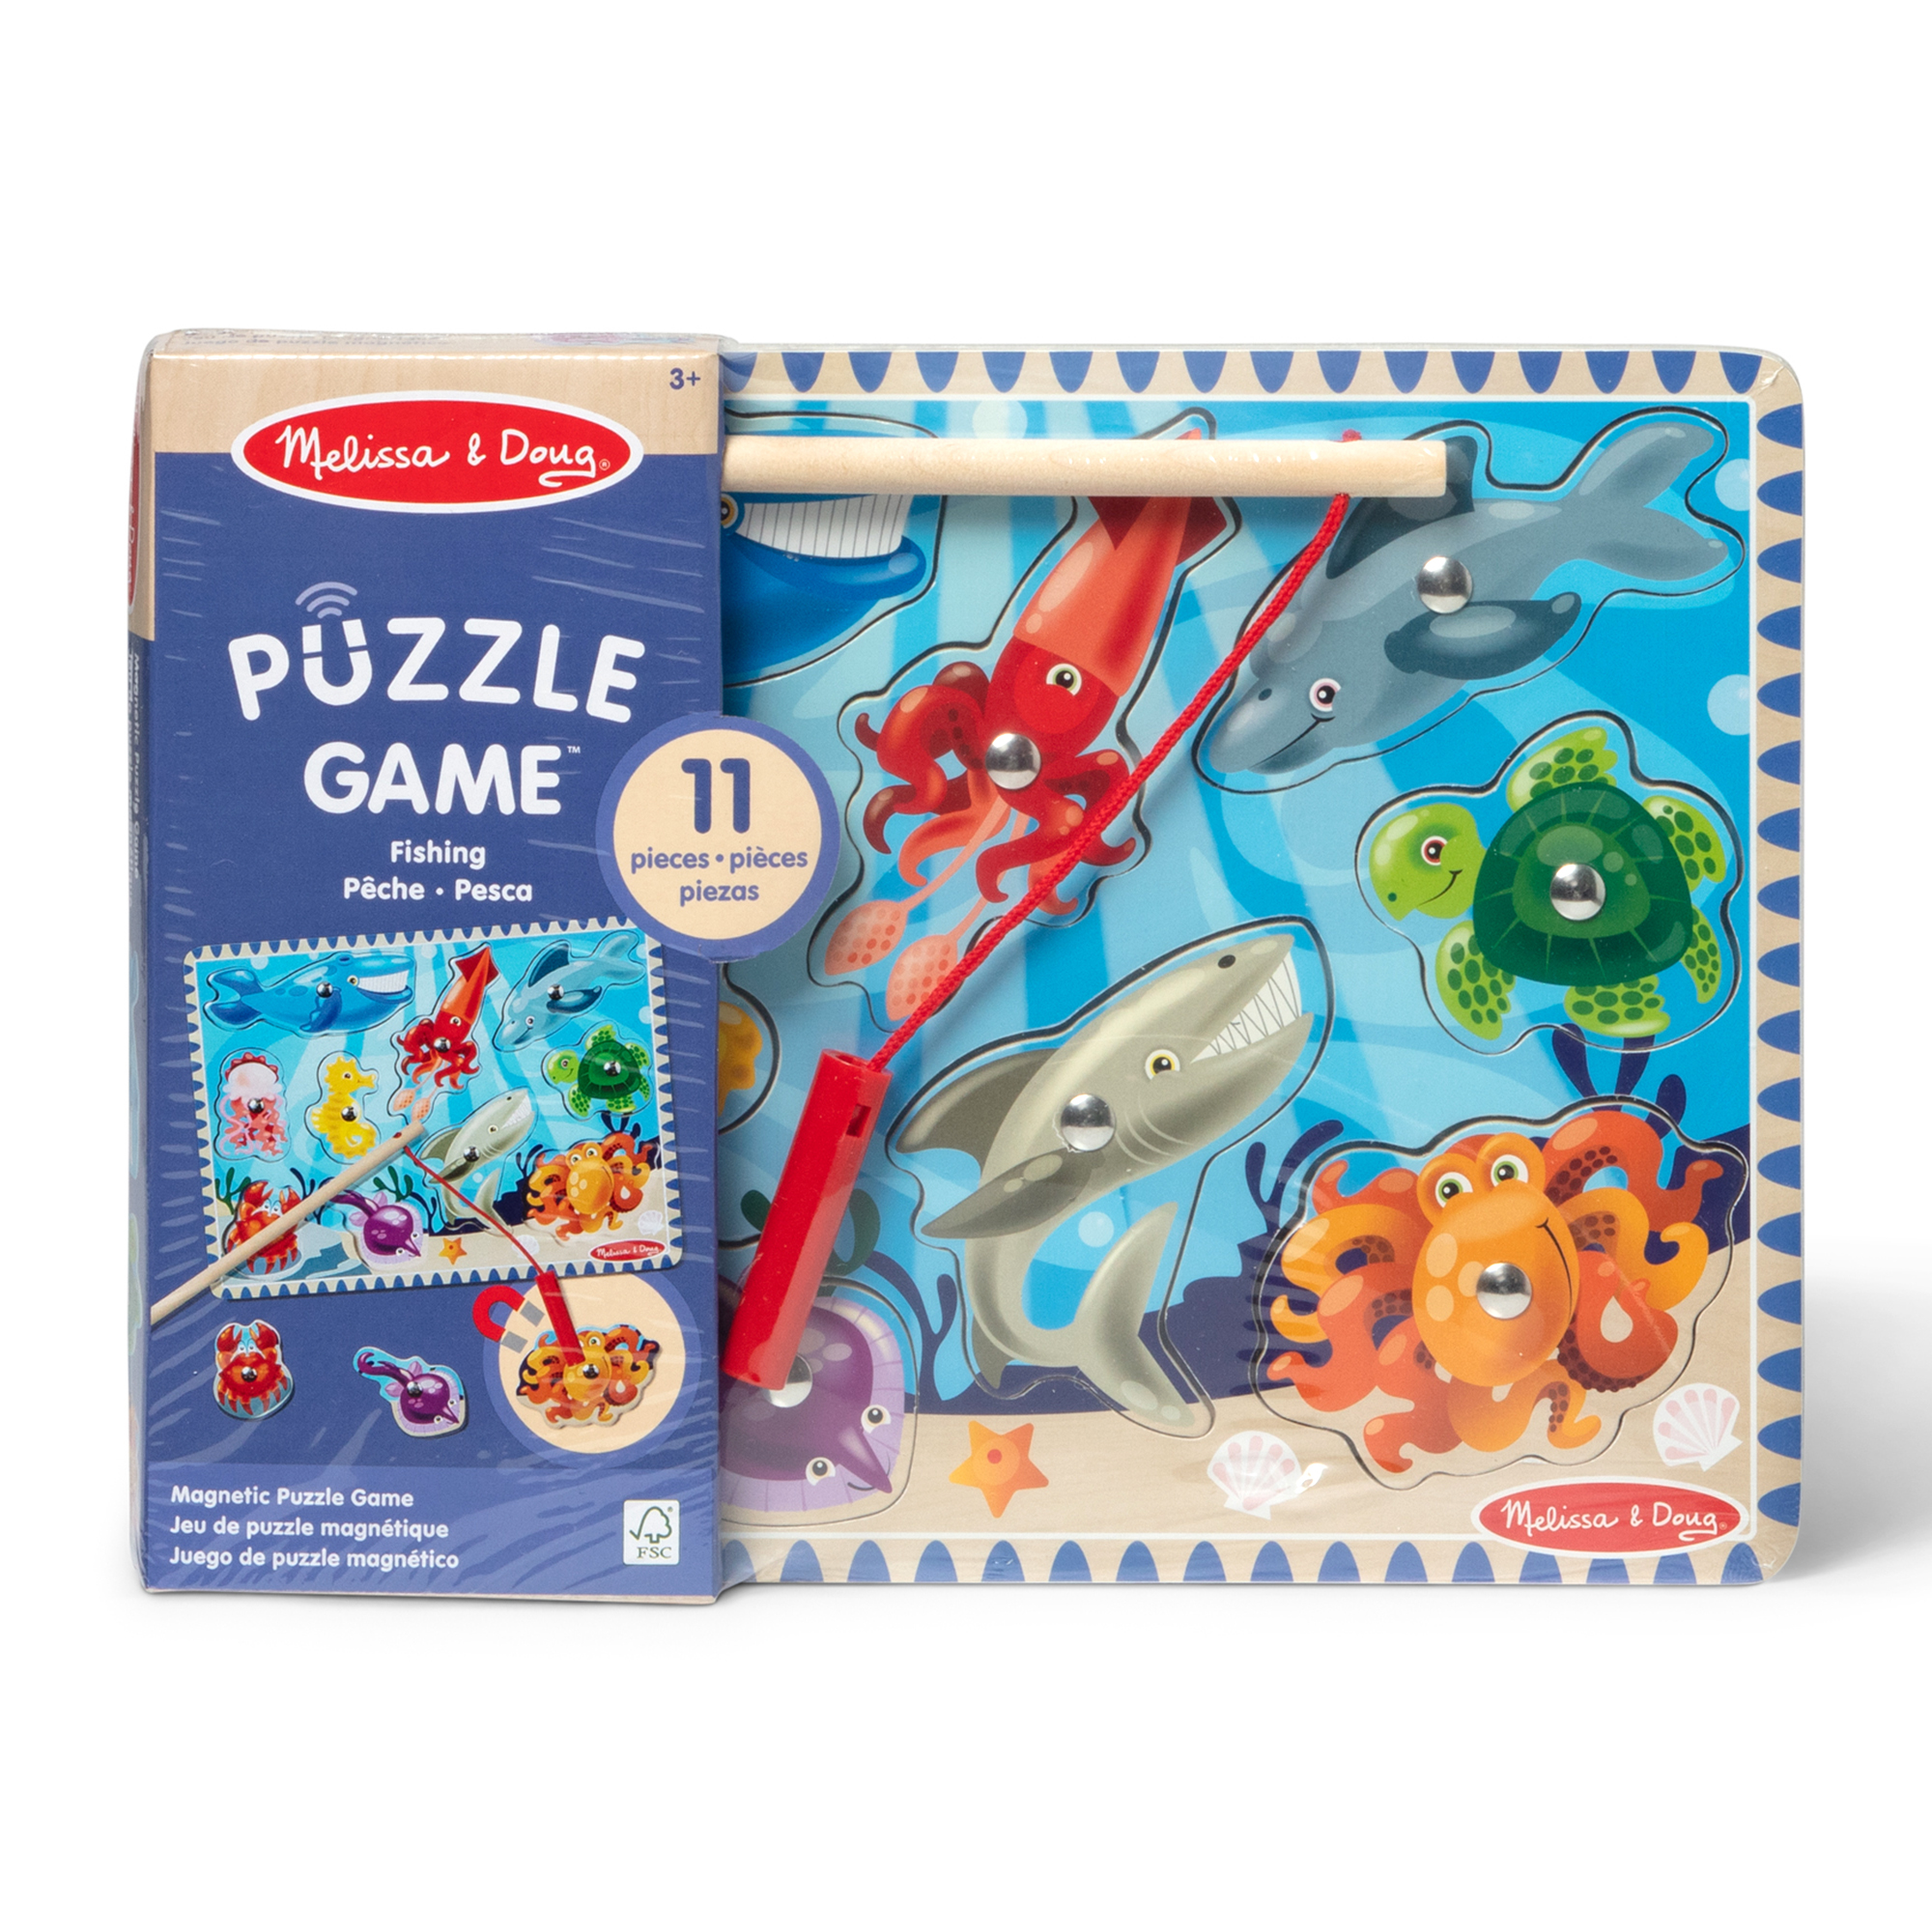 3+
Melissa & Doug®
PUZZLE
GAME™
Fishing
Pêche • Pesca
11
pieces • pièces
piezas
Melissa & Doug
Magnetic Puzzle Game
Jeu de puzzle magnétique
Juego de puzzle magnético
FSC
Melissa & Doug®